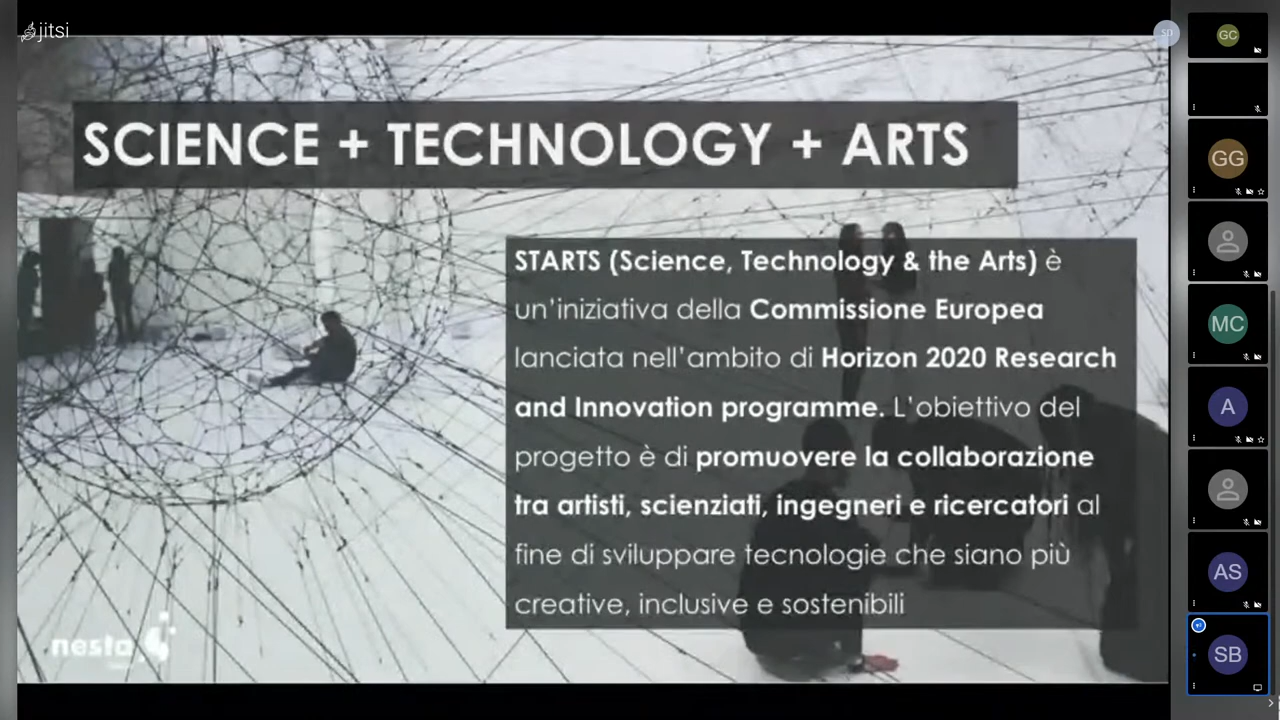 jitsi
SCIENCE + TECHNOLOGY + ARTS
STARTS (Science, Technology & the Arts) è
un'iniziativa della Commissione Europea
lanciata nell'ambito di Horizon 2020 Research
and Innovation programme. L'obiettivo del
progetto è di promuovere la collaborazione
tra artisti, scienziati, ingegneri e ricercatori al
fine di sviluppare tecnologie che siano più
creative, inclusive e sostenibili
nesta
SD
GC
GG
MC
A
AS
SB